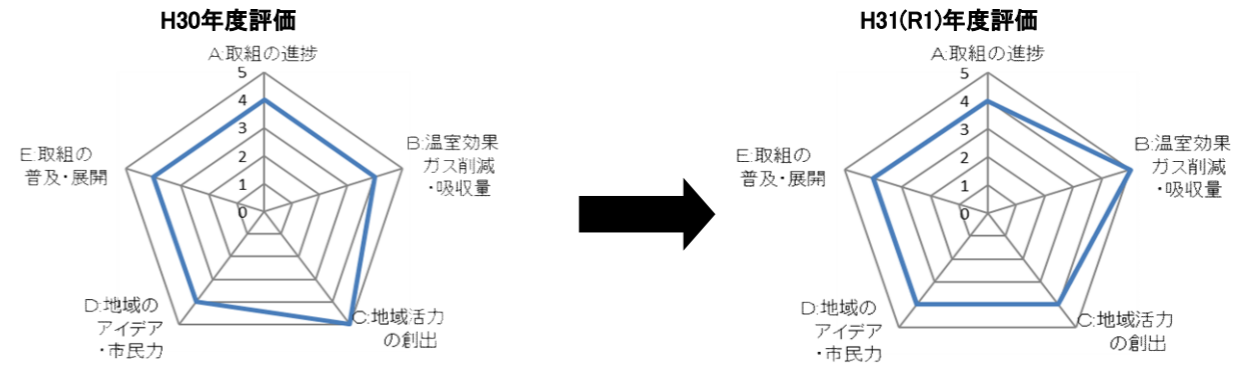 H30年度評価
A:取組の進捗
5
4
3
2
1
0
B:温室効果
ガス削減
・吸収量
C:地域活力
の創出
D:地域の
アイデア
・市民力
E:取組の
普及・展開
H31(R1)年度評価
A:取組の進捗
5
4
3
2
1
0
B:温室効果
ガス削減
・吸収量
C:地域活力
の創出
D:地域の
アイデア
・市民力
E:取組の
普及・展開